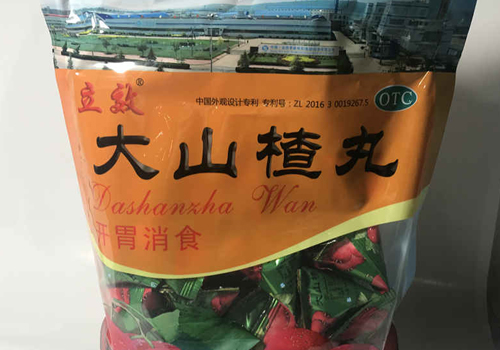 立效®
中国外观设计专利 专利号:ZL 2016 3 0019267.5
OTC
大山楂丸
Dashanzha Wan
开胃消食